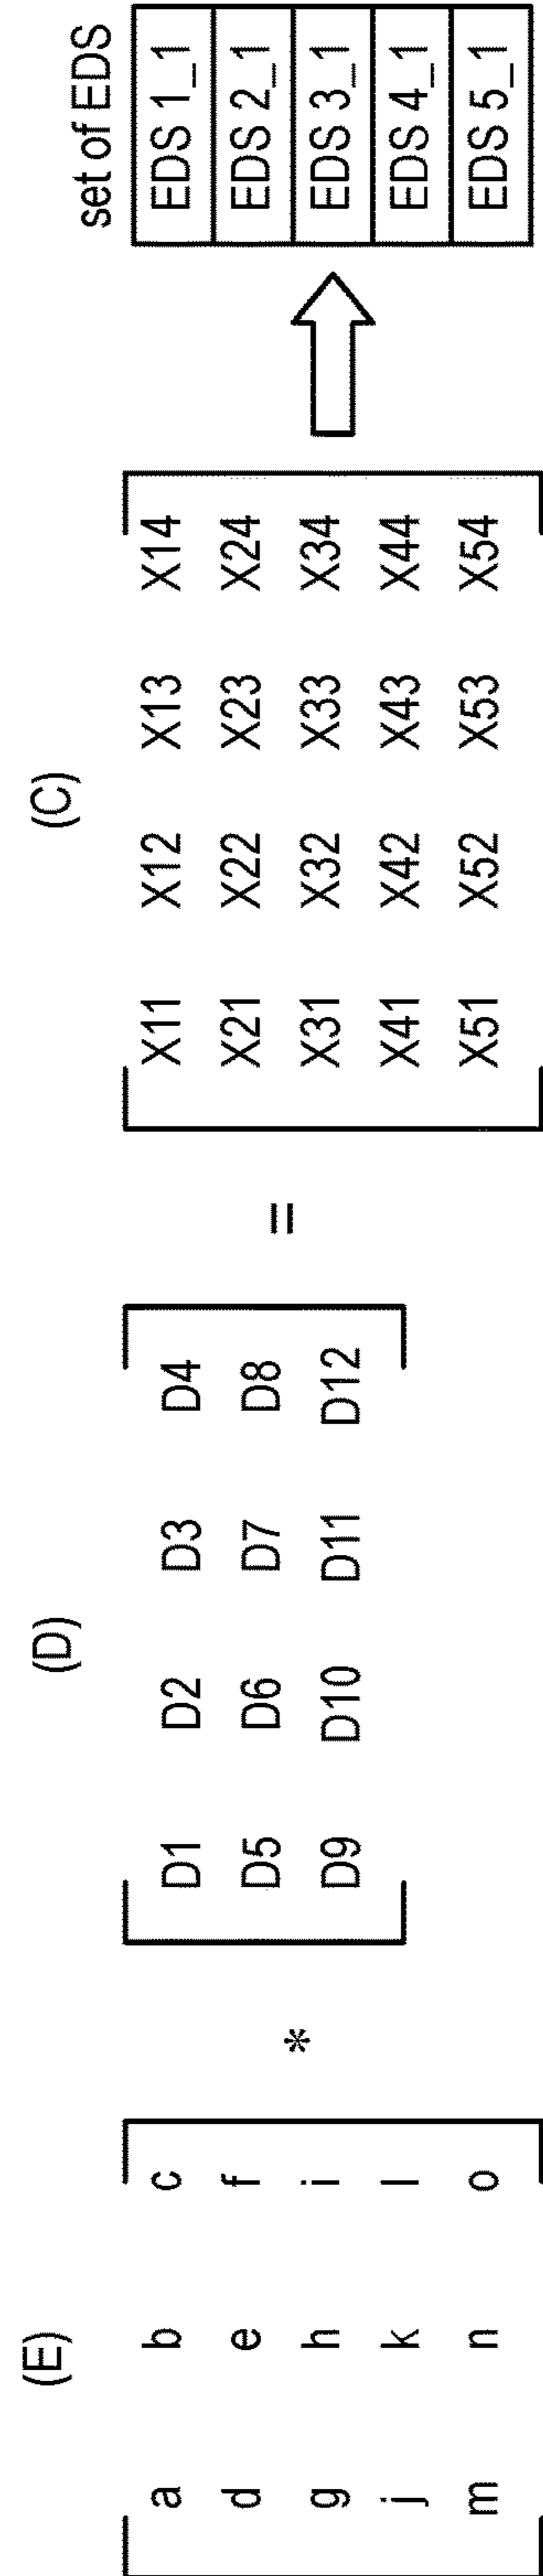 (E) (D) (C) set of EDS
a b c D1 D2 D3 D4 X11 X12 X13 X14 EDS 1_1
d e f D5 D6 D7 D8 X21 X22 X23 X24 EDS 2_1
g h i * D9 D10 D11 D12 = X31 X32 X33 X34 EDS 3_1
j k l X41 X42 X43 X44 EDS 4_1
m n o X51 X52 X53 X54 EDS 5_1